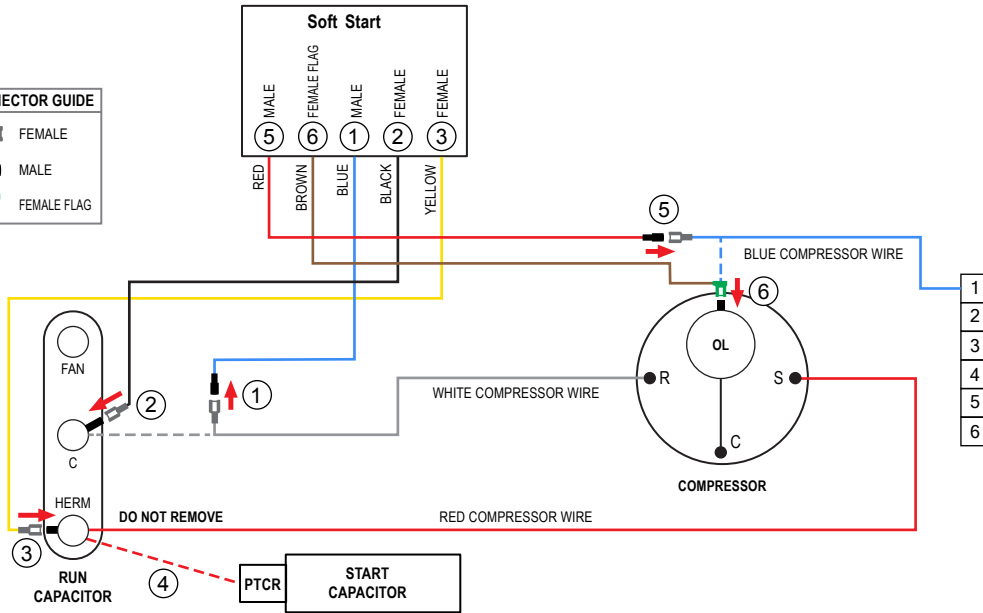 Soft Start
MALE
FEMALE FLAG
MALE
FEMALE
FEMALE
5
6
1
2
3
RED
BROWN
BLUE
BLACK
YELLOW
GUIDE
FEMALE
MALE
FEMALE FLAG
5
BLUE COMPRESSOR WIRE
6
1
2
3
4
5
6
OL
R
S
C
COMPRESSOR
WHITE COMPRESSOR WIRE
1
FAN
2
C
HERM
DO NOT REMOVE
RED COMPRESSOR WIRE
3
RUN
CAPACITOR
4
PTCR
START
CAPACITOR